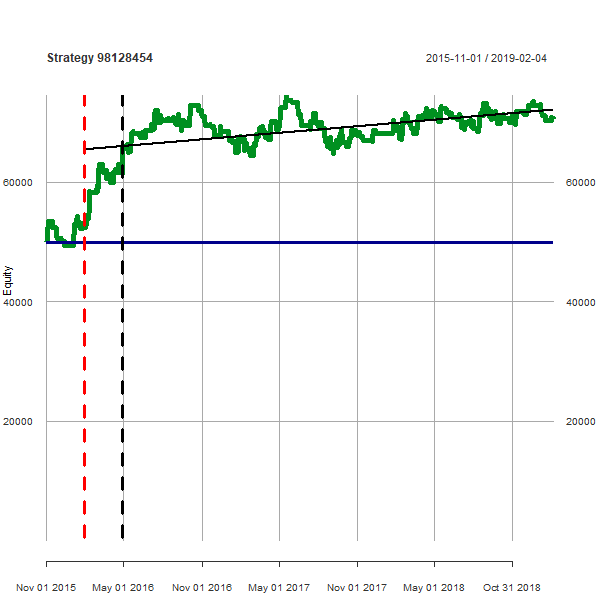 Strategy 98128454
2015-11-01 / 2019-02-04
60000
60000
Equity
40000
40000
20000
20000
Nov 01 2015
May 01 2016
Nov 01 2016
May 01 2017
Nov 01 2017
May 01 2018
Oct 31 2018